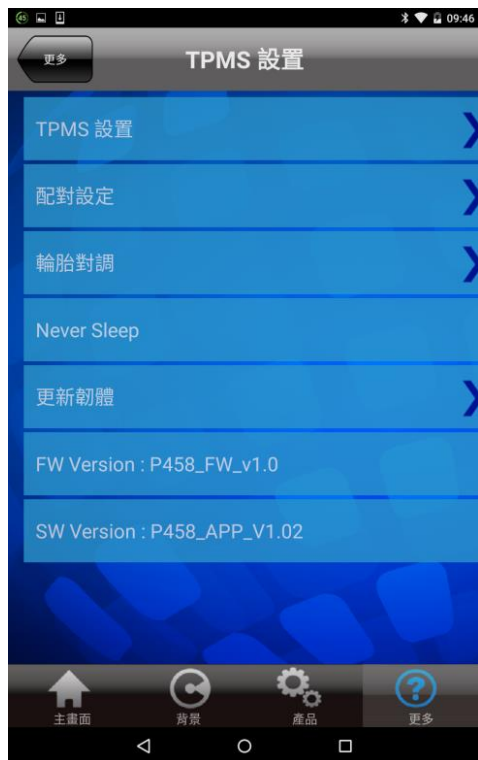 45
09:46
更多
TPMS 設置
TPMS 設置
配對設定
輪胎對調
Never Sleep
更新韌體
FW Version : P458_FW_v1.0
SW Version : P458_APP_V1.02
主畫面
背景
產品
更多